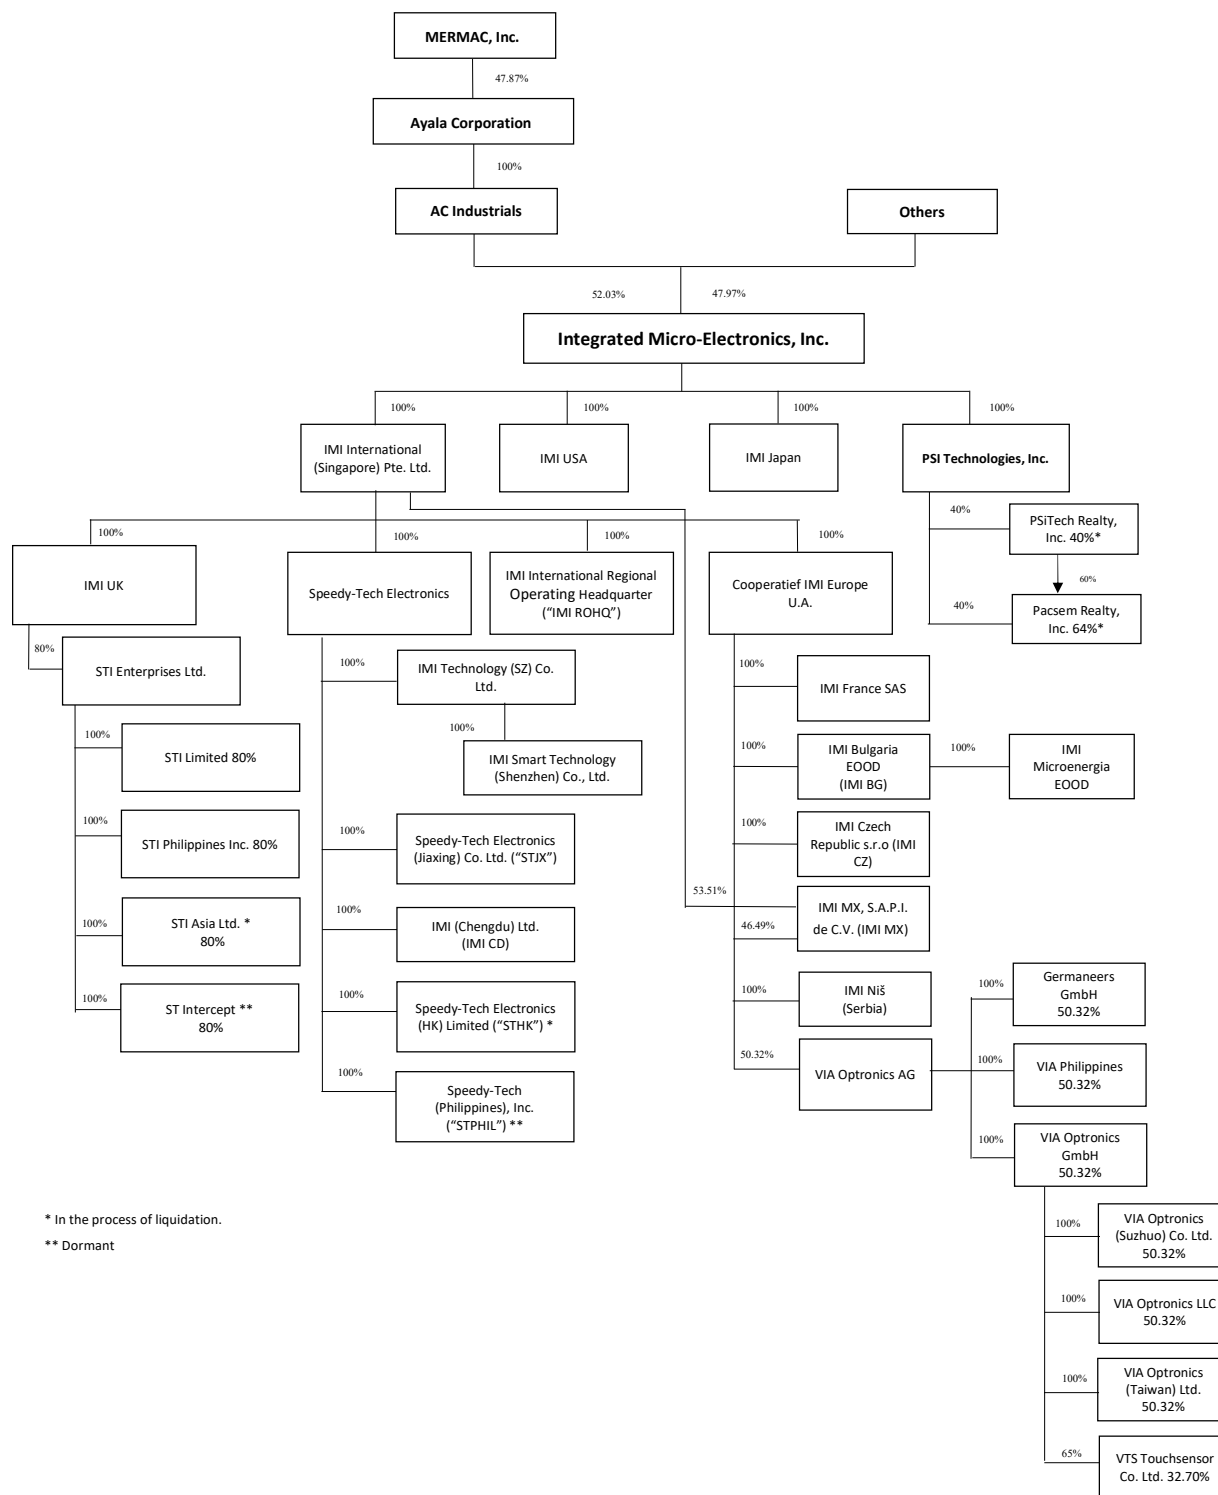 MERMAC, Inc.
47.87%
Ayala Corporation
100%
AC Industrials
Others
52.03%
47.97%
Integrated Micro-Electronics, Inc.
100%
100%
100%
100%
IMI International
(Singapore) Pte. Ltd.
IMI USA
IMI Japan
PSI Technologies, Inc.
40%
PSiTech Realty,
Inc. 40%*
60%
40%
Pacsem Realty,
Inc. 64%*
100%
100%
100%
100%
IMI UK
Speedy-Tech Electronics
IMI International Regional
Operating Headquarter
(“IMI ROHQ”)
Cooperatief IMI Europe
U.A.
80%
STI Enterprises Ltd.
100%
STI Limited 80%
100%
STI Philippines Inc. 80%
100%
STI Asia Ltd. *
80%
100%
ST Intercept **
80%
100%
IMI Technology (SZ) Co.
Ltd.
100%
IMI Smart Technology
(Shenzhen) Co., Ltd.
100%
Speedy-Tech Electronics
(Jiaxing) Co. Ltd. (“STJX”)
100%
IMI (Chengdu) Ltd.
(IMI CD)
100%
Speedy-Tech Electronics
(HK) Limited (“STHK”) *
100%
Speedy-Tech
(Philippines), Inc.
(“STPHIL”) **
100%
IMI France SAS
100%
IMI Bulgaria
EOOD
(IMI BG)
100%
IMI
Microenergia
EOOD
100%
IMI Czech
Republic s.r.o (IMI
CZ)
53.51%
46.49%
IMI MX, S.A.P.I.
de C.V. (IMI MX)
100%
IMI Niš
(Serbia)
50.32%
VIA Optronics AG
100%
Germaneers
GmbH
50.32%
100%
VIA Philippines
50.32%
100%
VIA Optronics
GmbH
50.32%
100%
VIA Optronics
(Suzhuo) Co. Ltd.
50.32%
100%
VIA Optronics LLC
50.32%
100%
VIA Optronics
(Taiwan) Ltd.
50.32%
65%
VTS Touchsensor
Co. Ltd. 32.70%
* In the process of liquidation.
** Dormant